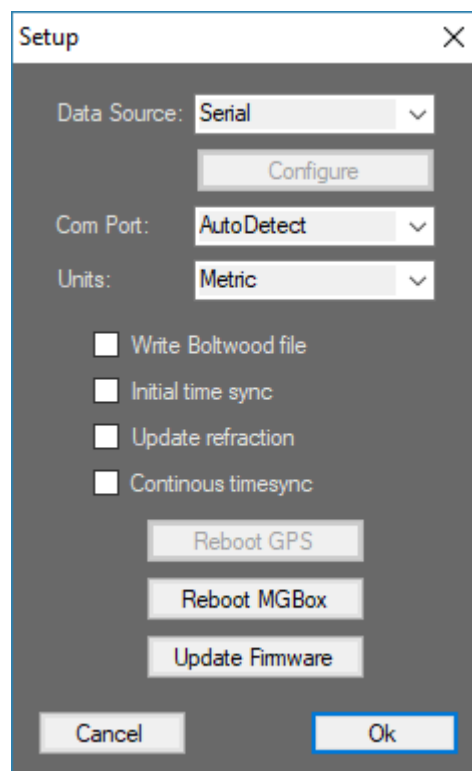 Setup
Data Source: Serial
Configure
Com Port: AutoDetect
Units: Metric
Write Boltwood file
Initial time sync
Update refraction
Continous timesync
Reboot GPS
Reboot MGBox
Update Firmware
Cancel Ok